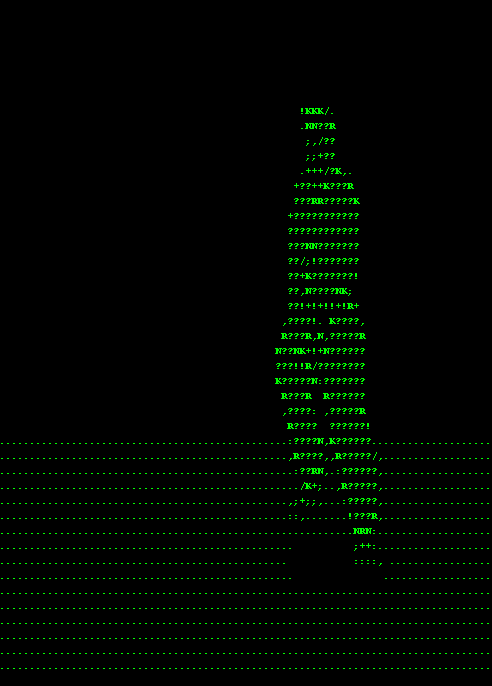 !KKK/.
.NN??R
;,/??
;;+??
.+++/?K,.
+??++K???R
???RR?????K
+???????????
????????????
???NN???????
??/;!???????
??+K???????!
??,N????NK;
??!+!+!!+!R+
,????!. K????,
R???R,N,?????R
N??NK+!+N??????
???!!R/????????
K?????N:???????
R???R  R??????
,????: ,?????R
R????  ??????!
................................................:????N,K??????....................
................................................,R????,,R?????/,..................
.................................................:??RN, :??????,..................
................................................../K+;..,R?????,..................
................................................,;+;;,...:?????,..................
................................................::,.......!???R,..................
...........................................................NRN:...................
.................................................          ;++:...................
................................................           ::::, .................
.................................................               ..................
..................................................................................
..................................................................................
..................................................................................
..................................................................................
..................................................................................
..................................................................................